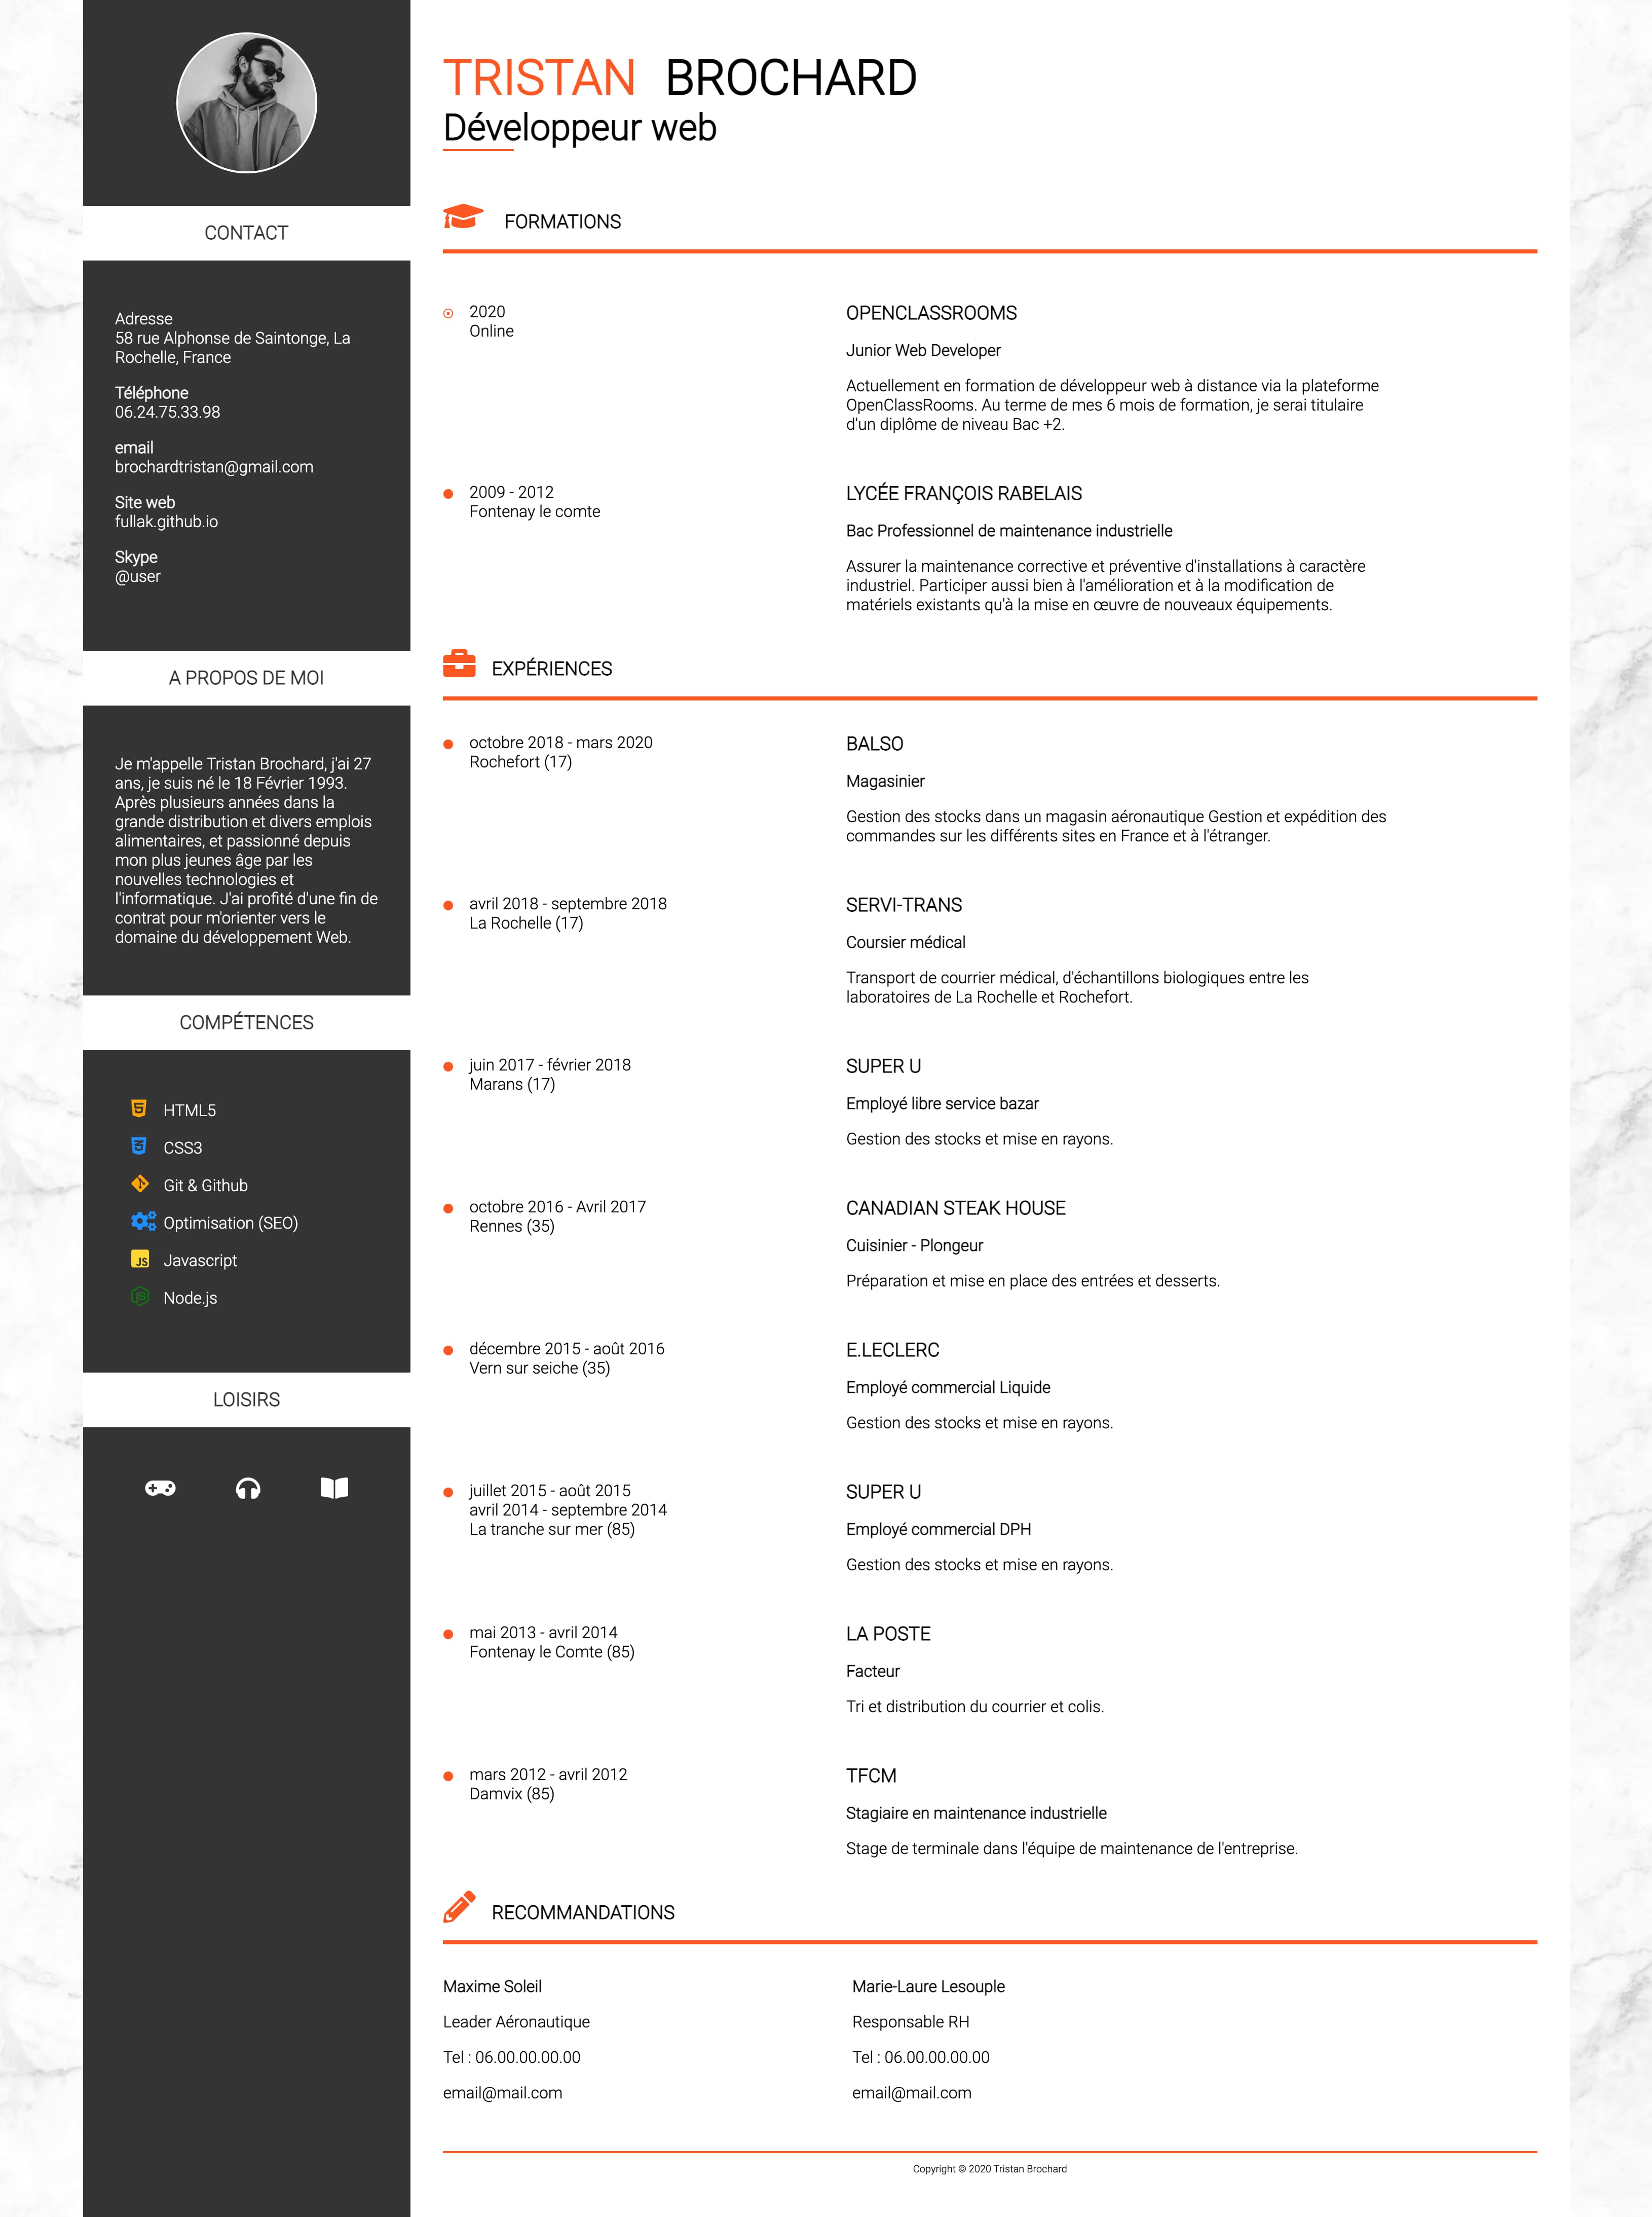 TRISTAN BROCHARD
Développeur web
CONTACT
Adresse
58 rue Alphonse de Saintonge, La
Rochelle, France
Téléphone
06.24.75.33.98
email
brochardtristan@gmail.com
Site web
fullak.github.io
Skype
@user
A PROPOS DE MOI
Je m'appelle Tristan Brochard, j'ai 27
ans, je suis né le 18 Février 1993.
Après plusieurs années dans la
grande distribution et divers emplois
alimentaires, et passionné depuis
mon plus jeunes âge par les
nouvelles technologies et
l'informatique. J'ai profité d'une fin de
contrat pour m'orienter vers le
domaine du développement Web.
COMPÉTENCES
HTML5
CSS3
Git & Github
Optimisation (SEO)
JS Javascript
Node.js
LOISIRS
FORMATIONS
2020
Online
OPENCLASSROOMS
Junior Web Developer
Actuellement en formation de développeur web à distance via la plateforme
OpenClassRooms. Au terme de mes 6 mois de formation, je serai titulaire
d'un diplôme de niveau Bac +2.
2009 - 2012
Fontenay le comte
LYCÉE FRANÇOIS RABELAIS
Bac Professionnel de maintenance industrielle
Assurer la maintenance corrective et préventive d'installations à caractère
industriel. Participer aussi bien à l'amélioration et à la modification de
matériels existants qu'à la mise en œuvre de nouveaux équipements.
EXPÉRIENCES
octobre 2018 - mars 2020
Rochefort (17)
BALSO
Magasinier
Gestion des stocks dans un magasin aéronautique Gestion et expédition des
commandes sur les différents sites en France et à l'étranger.
avril 2018 - septembre 2018
La Rochelle (17)
SERVI-TRANS
Coursier médical
Transport de courrier médical, d'échantillons biologiques entre les
laboratoires de La Rochelle et Rochefort.
juin 2017 - février 2018
Marans (17)
SUPER U
Employé libre service bazar
Gestion des stocks et mise en rayons.
octobre 2016 - Avril 2017
Rennes (35)
CANADIAN STEAK HOUSE
Cuisinier - Plongeur
Préparation et mise en place des entrées et desserts.
décembre 2015 - août 2016
Vern sur seiche (35)
E.LECLERC
Employé commercial Liquide
Gestion des stocks et mise en rayons.
juillet 2015 - août 2015
avril 2014 - septembre 2014
La tranche sur mer (85)
SUPER U
Employé commercial DPH
Gestion des stocks et mise en rayons.
mai 2013 - avril 2014
Fontenay le Comte (85)
LA POSTE
Facteur
Tri et distribution du courrier et colis.
mars 2012 - avril 2012
Damvix (85)
TFCM
Stagiaire en maintenance industrielle
Stage de terminale dans l'équipe de maintenance de l'entreprise.
RECOMMANDATIONS
Maxime Soleil
Leader Aéronautique
Tel : 06.00.00.00.00
email@mail.com
Marie-Laure Lesouple
Responsable RH
Tel : 06.00.00.00.00
email@mail.com
Copyright © 2020 Tristan Brochard